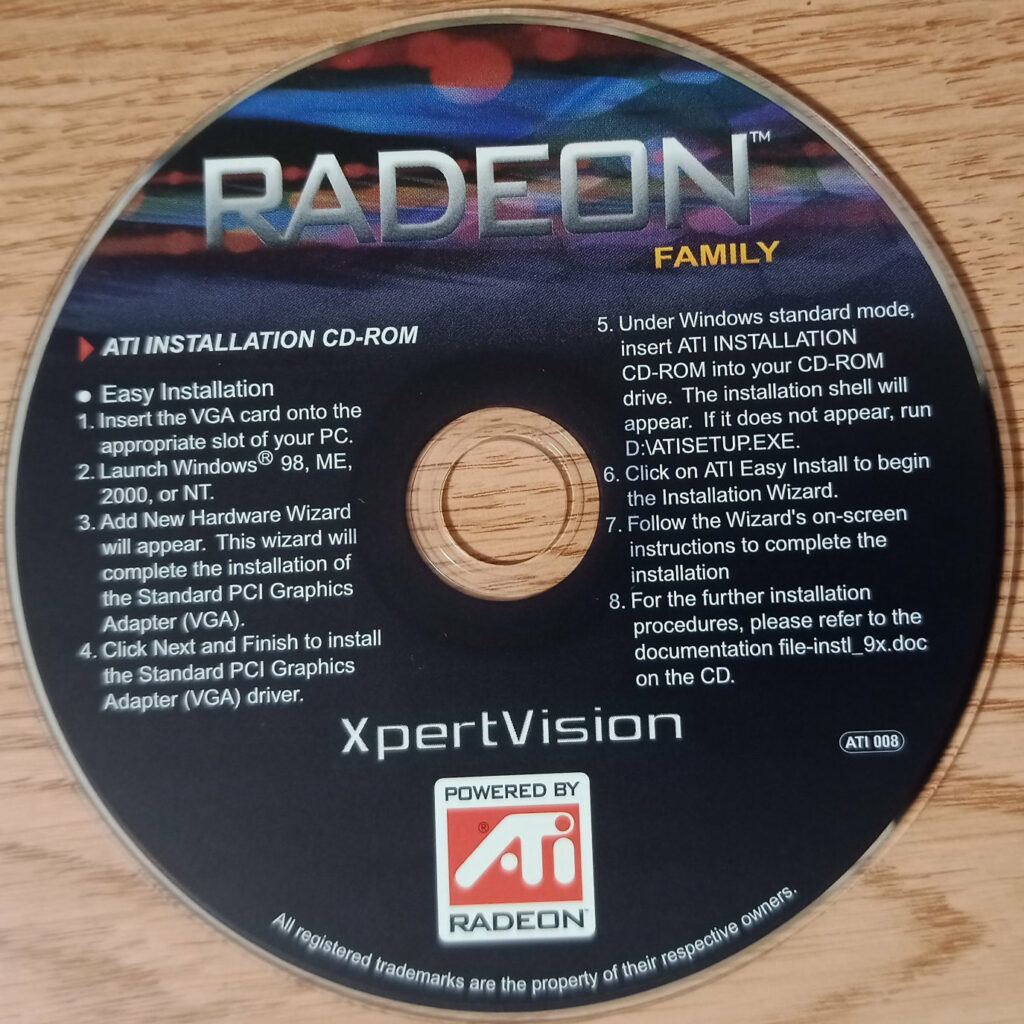 RADEON™
FAMILY
ATI INSTALLATION CD-ROM
● Easy Installation
1. Insert the VGA card onto the
appropriate slot of your PC.
2. Launch Windows® 98, ME,
2000, or NT.
3. Add New Hardware Wizard
will appear. This wizard will
complete the installation of
the Standard PCI Graphics
Adapter (VGA).
4. Click Next and Finish to install
the Standard PCI Graphics
Adapter (VGA) driver.
5. Under Windows standard mode,
insert ATI INSTALLATION
CD-ROM into your CD-ROM
drive. The installation shell will
appear. If it does not appear, run
D:\ATISETUP.EXE.
6. Click on ATI Easy Install to begin
the Installation Wizard.
7. Follow the Wizard's on-screen
instructions to complete the
installation
8. For the further installation
procedures, please refer to the
documentation file-instl_9x.doc
on the CD.
XpertVision
ATI 008
POWERED BY
® ATi
RADEON™
All registered trademarks are the property of their respective owners.